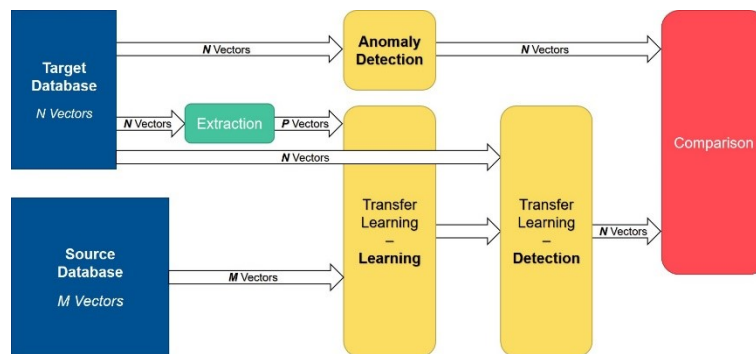 N Vectors
Anomaly
Detection
N Vectors
Target
Database
N Vectors
N Vectors
Extraction
P Vectors
N Vectors
Comparison
Transfer
Learning
–
Learning
Transfer
Learning
–
Detection
N Vectors
Source
Database
M Vectors
M Vectors